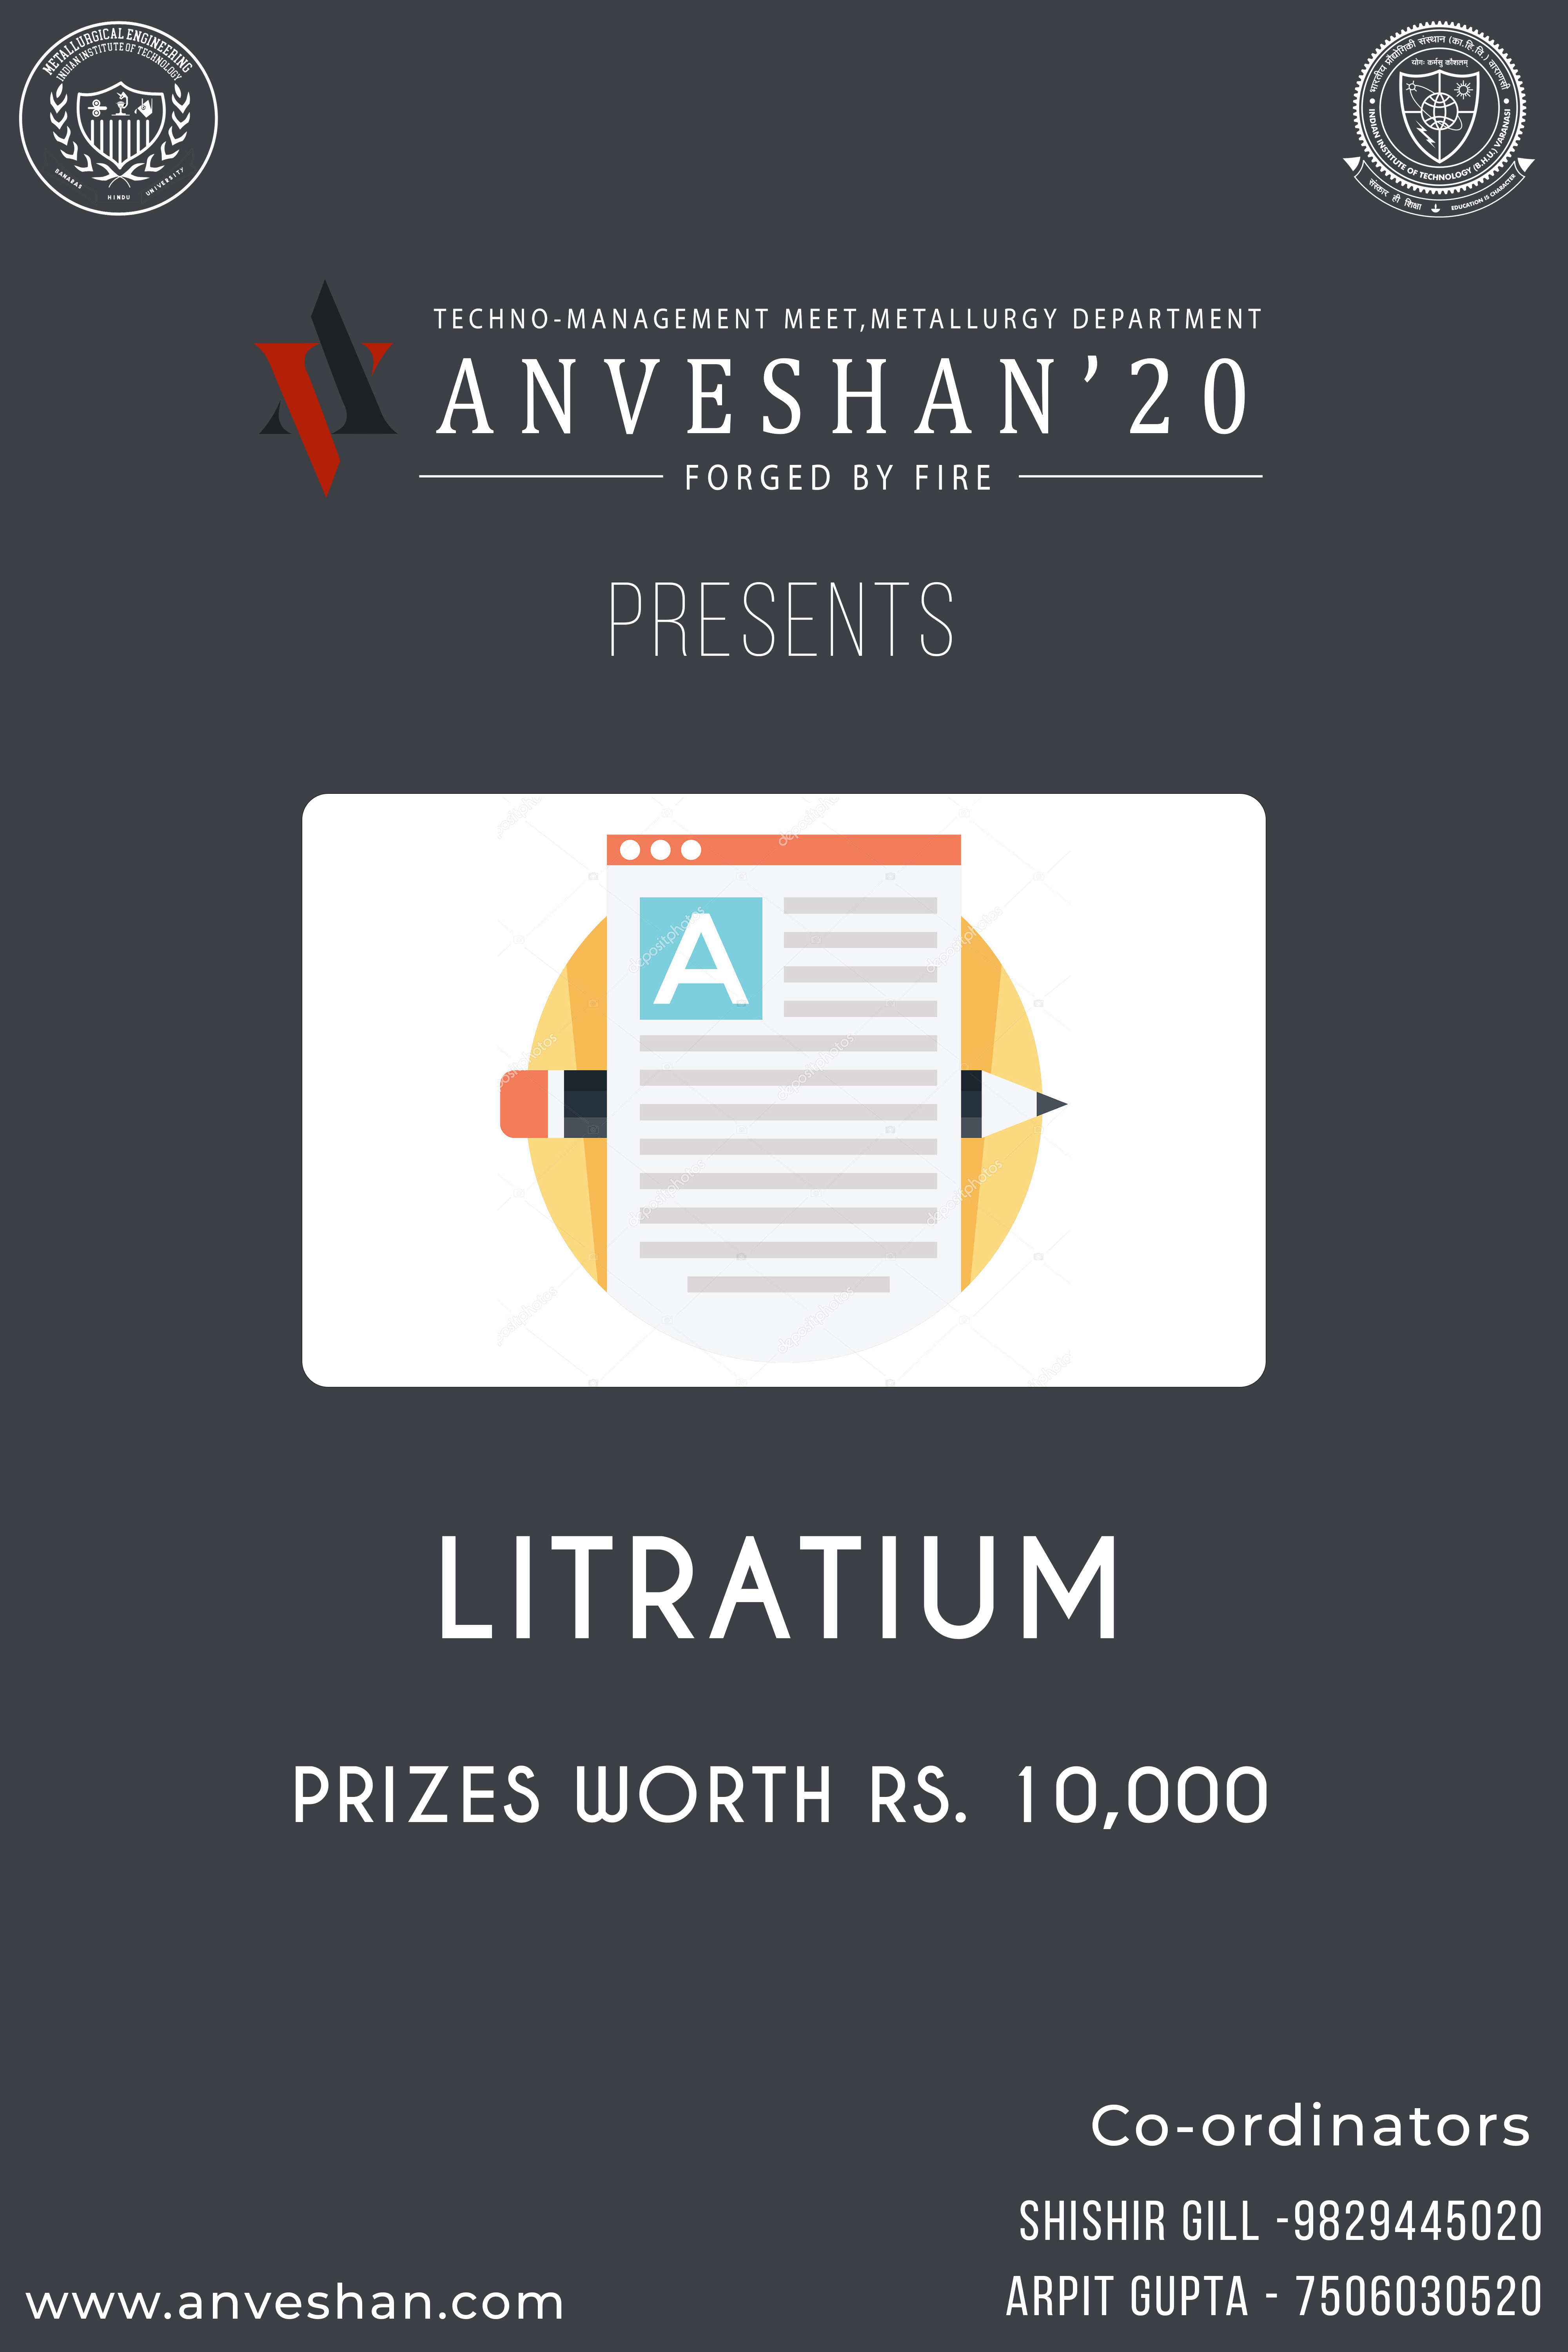 METALLURGICAL ENGINEERING
INDIAN INSTITUTE OF TECHNOLOGY
BANARAS HINDU UNIVERSITY
भारतीय प्रौद्योगिकी संस्थान (का.हि.वि.) वाराणसी
योगः कर्मसु कौशलम्
INDIAN INSTITUTE OF TECHNOLOGY (B.H.U.) VARANASI
संस्कार ही शिक्षा EDUCATION IS CHARACTER
TECHNO-MANAGEMENT MEET,METALLURGY DEPARTMENT
ANVESHAN’20
FORGED BY FIRE
PRESENTS
depositphotos
A
LITRATIUM
PRIZES WORTH RS. 10,000
Co-ordinators
SHISHIR GILL -9829445020
ARPIT GUPTA - 7506030520
www.anveshan.com